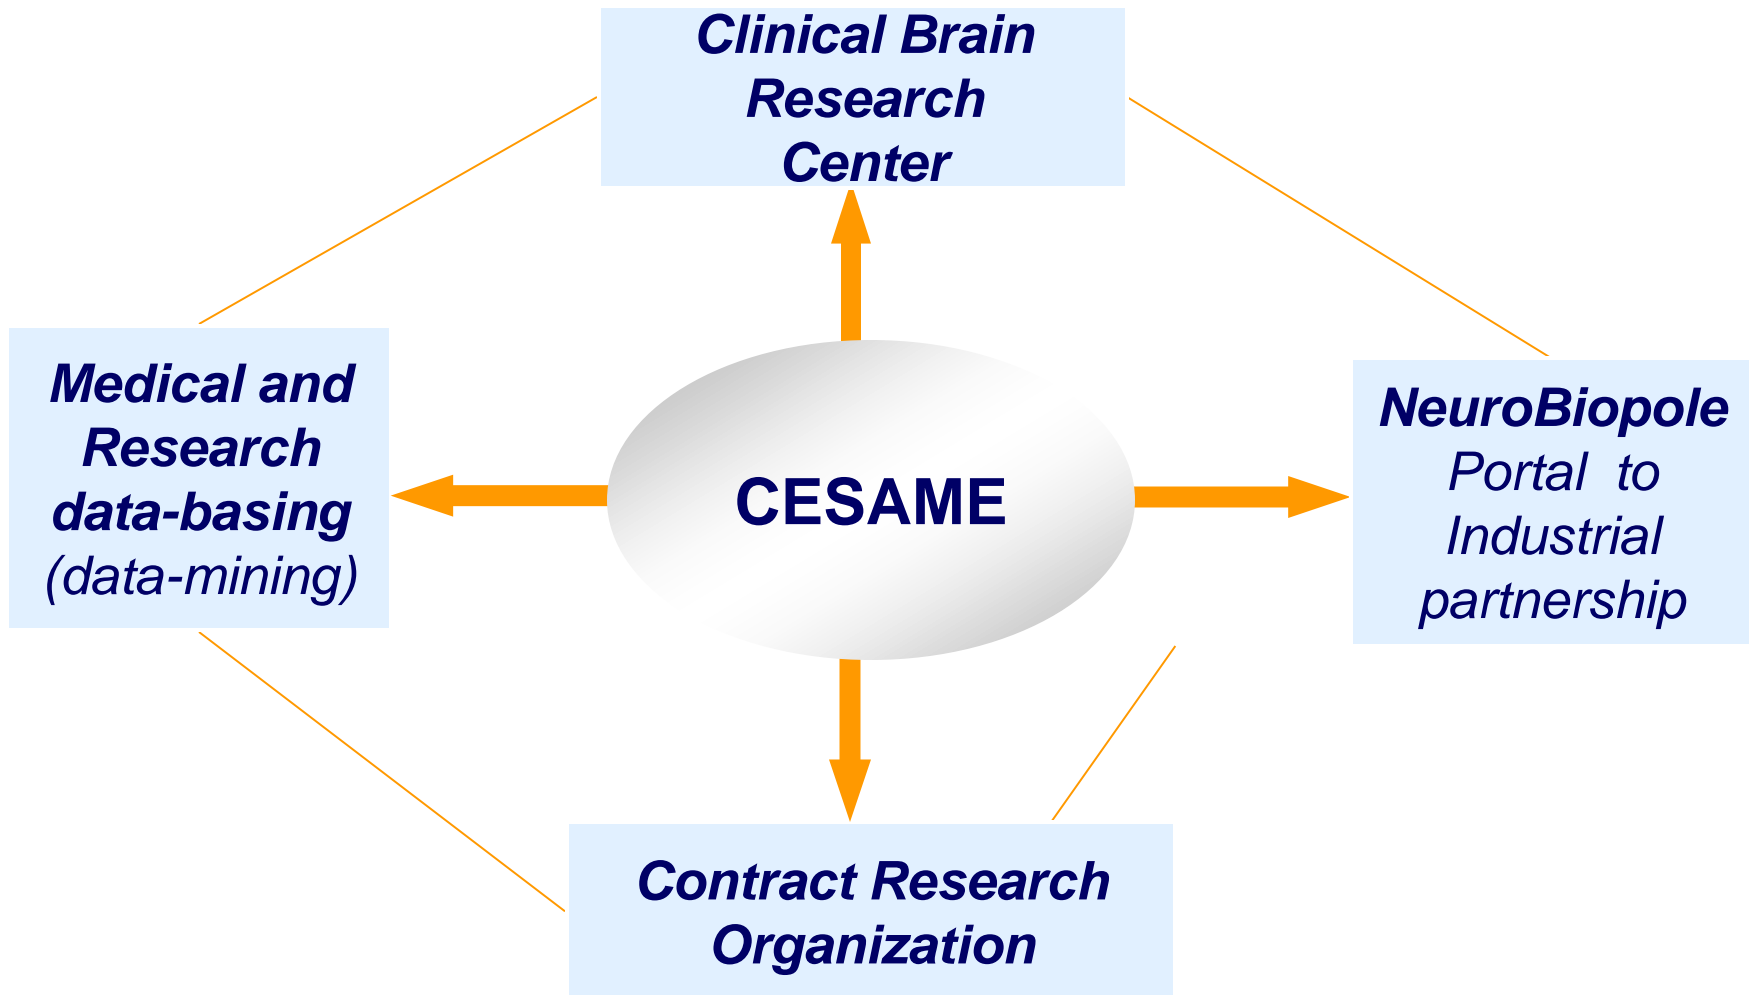 Clinical Brain
Research
Center
Medical and
Research
data-basing
(data-mining)
CESAME
NeuroBiopole
Portal  to
Industrial
partnership
Contract Research
Organization